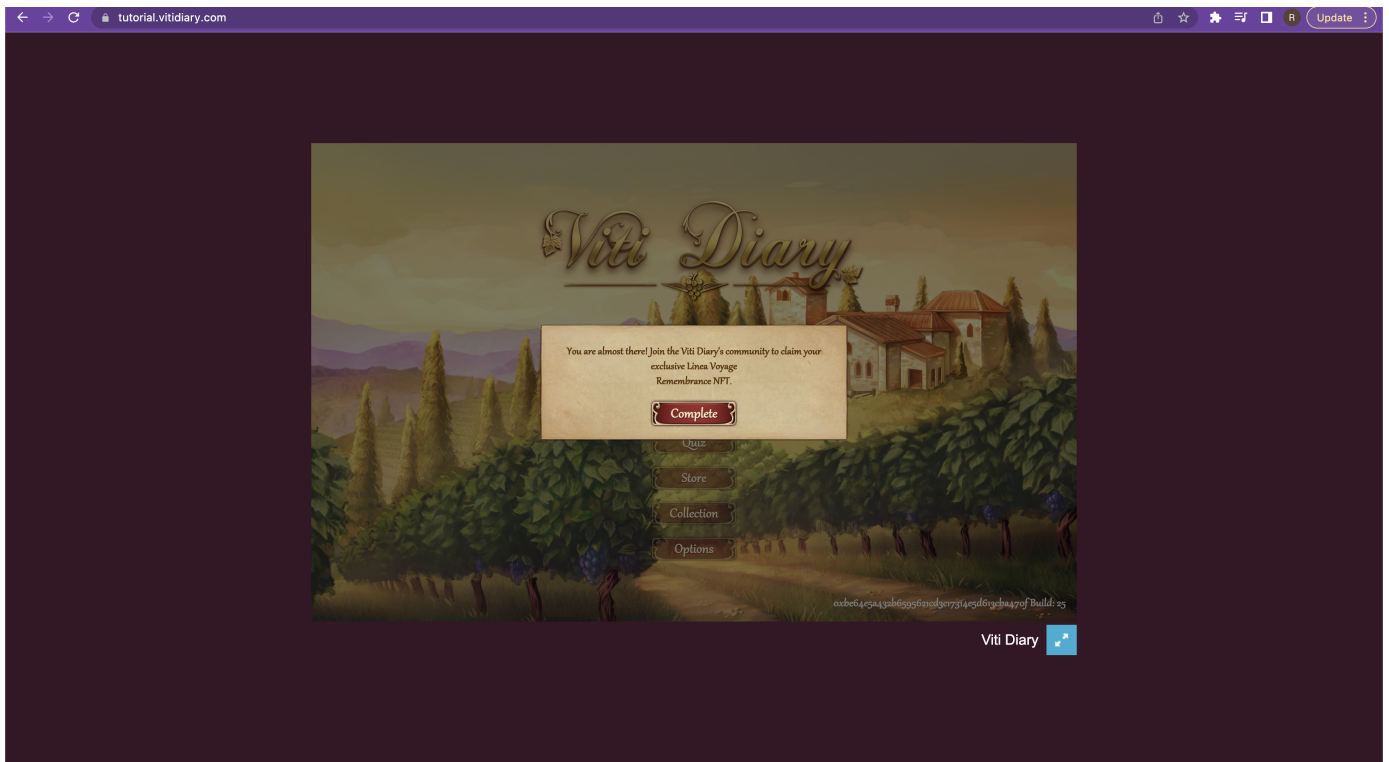 tutorial.vitidiary.com
R
Update
Viti Diary
You are almost there! Join the Viti Diary's community to claim your
exclusive Linea Voyage
Remembrance NFT.
Complete
Quiz
Store
Collection
Options
Build: 25
Viti Diary